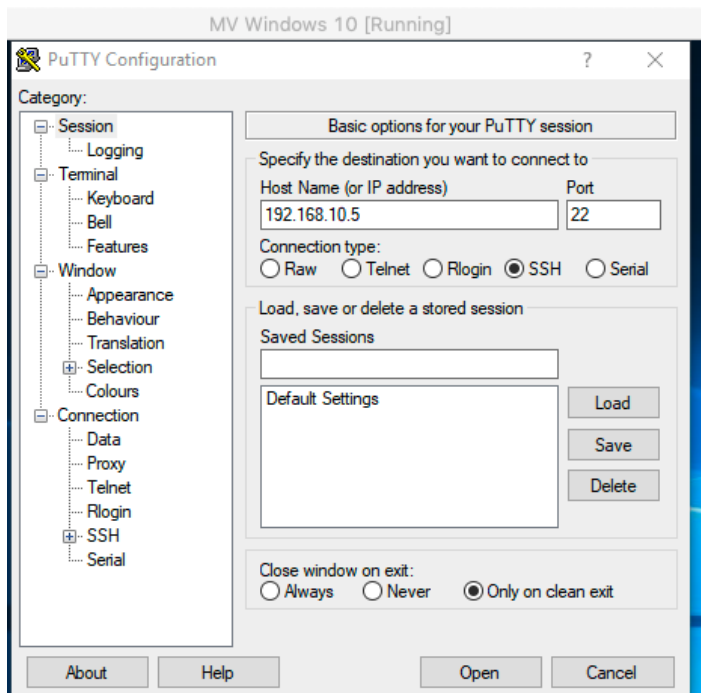 MV Windows 10 [Running]
PuTTY Configuration ?
Category:
Session
Logging
Terminal
Keyboard
Bell
Features
Window
Appearance
Behaviour
Translation
Selection
Colours
Connection
Data
Proxy
Telnet
Rlogin
SSH
Serial
Basic options for your PuTTY session
Specify the destination you want to connect to
Host Name (or IP address) Port
192.168.10.5 22
Connection type:
Raw Telnet Rlogin SSH Serial
Load, save or delete a stored session
Saved Sessions
Default Settings
Load
Save
Delete
Close window on exit:
Always Never Only on clean exit
About Help Open Cancel